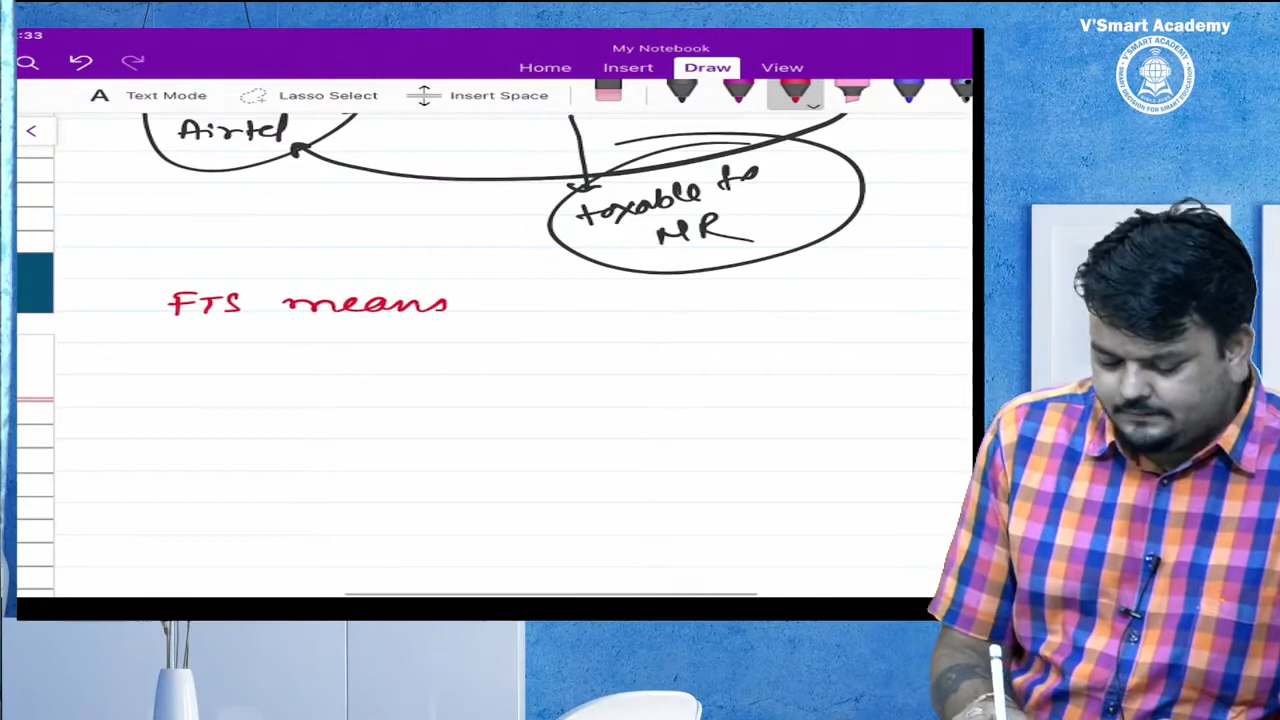 V'Smart Academy
:33
My Notebook
Home Insert Draw View
Text Mode Lasso Select Insert Space
Airtel
taxable to
NR
FTS means